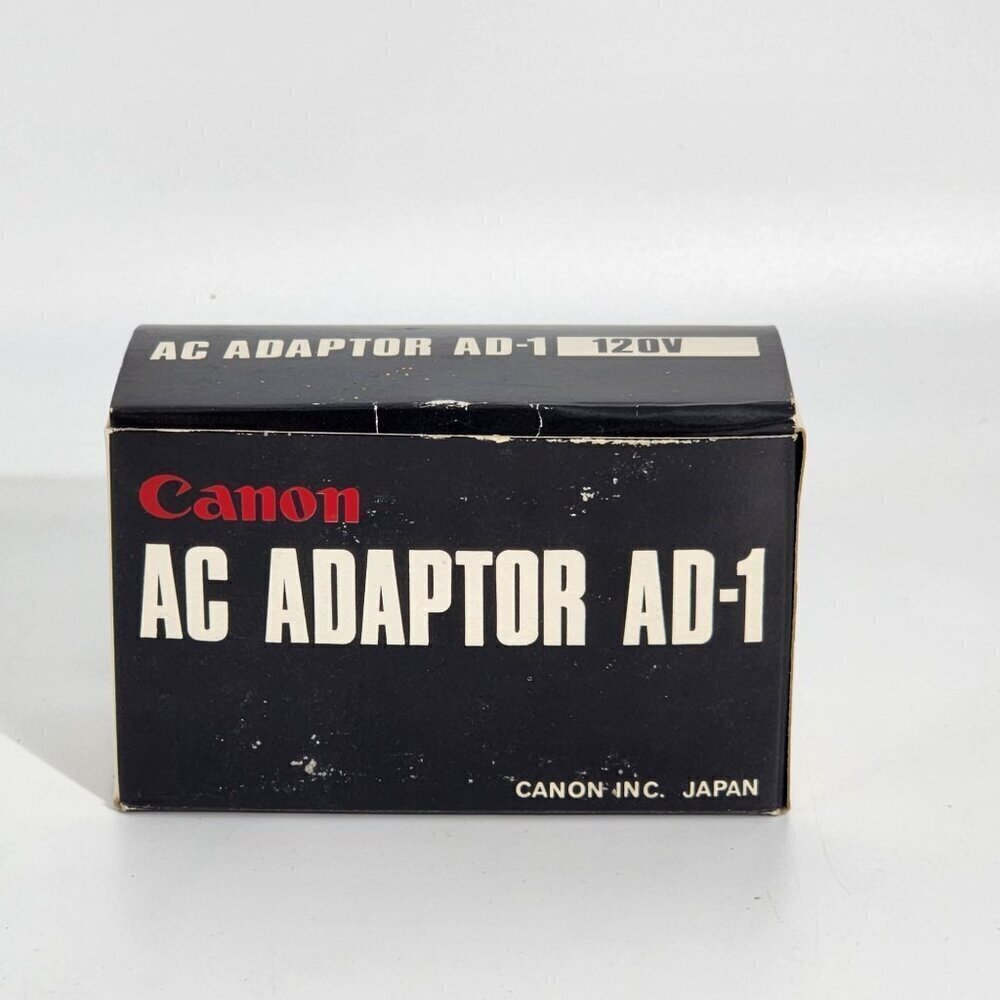 AC ADAPTOR AD-1 120V
Canon
AC ADAPTOR AD-1
CANON INC. JAPAN